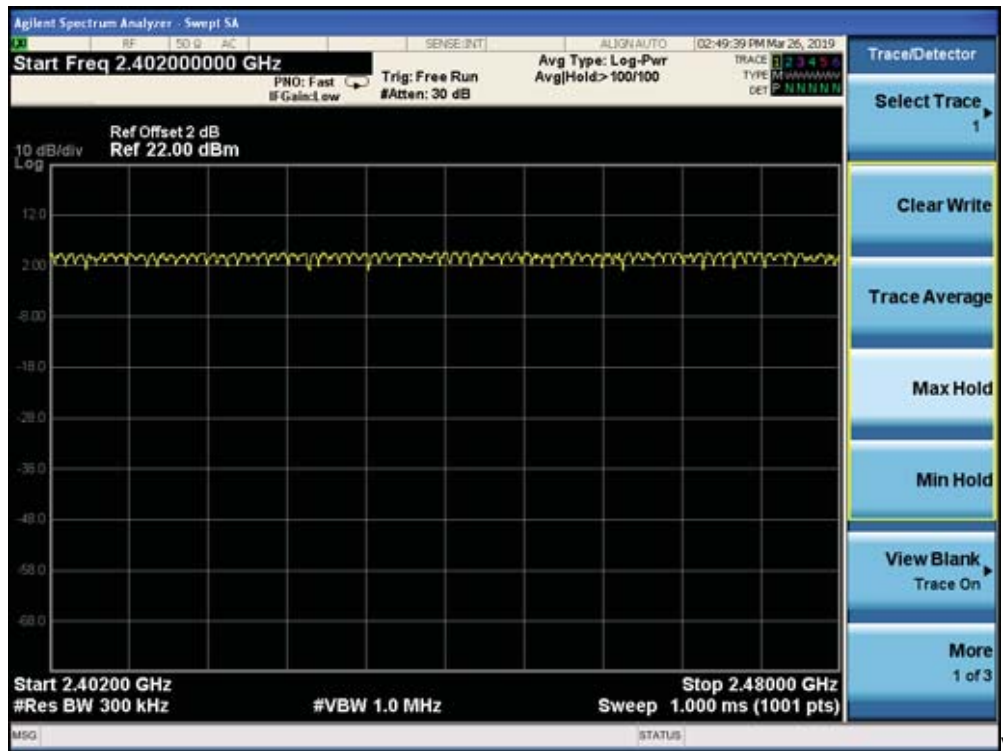 Agilent Spectrum Analyzer - Swept SA
RF 50 Ω AC SENSE:INT ALIGN AUTO 02:49:39 PM Mar 26, 2019
Start Freq 2.402000000 GHz
PNO: Fast
IFGain:Low
Trig: Free Run
#Atten: 30 dB
Avg Type: Log-Pwr
Avg|Hold>100/100
TRACE 1 2 3 4 5 6
TYPE M
DET P N N N N N
Ref Offset 2 dB
10 dB/div Ref 22.00 dBm
Log
12.0
2.00
-8.00
-18.0
-28.0
-38.0
-48.0
-58.0
-68.0
Start 2.40200 GHz Stop 2.48000 GHz
#Res BW 300 kHz #VBW 1.0 MHz Sweep 1.000 ms (1001 pts)
MSG STATUS
Trace/Detector
Select Trace
1
Clear Write
Trace Average
Max Hold
Min Hold
View Blank
Trace On
More
1 of 3